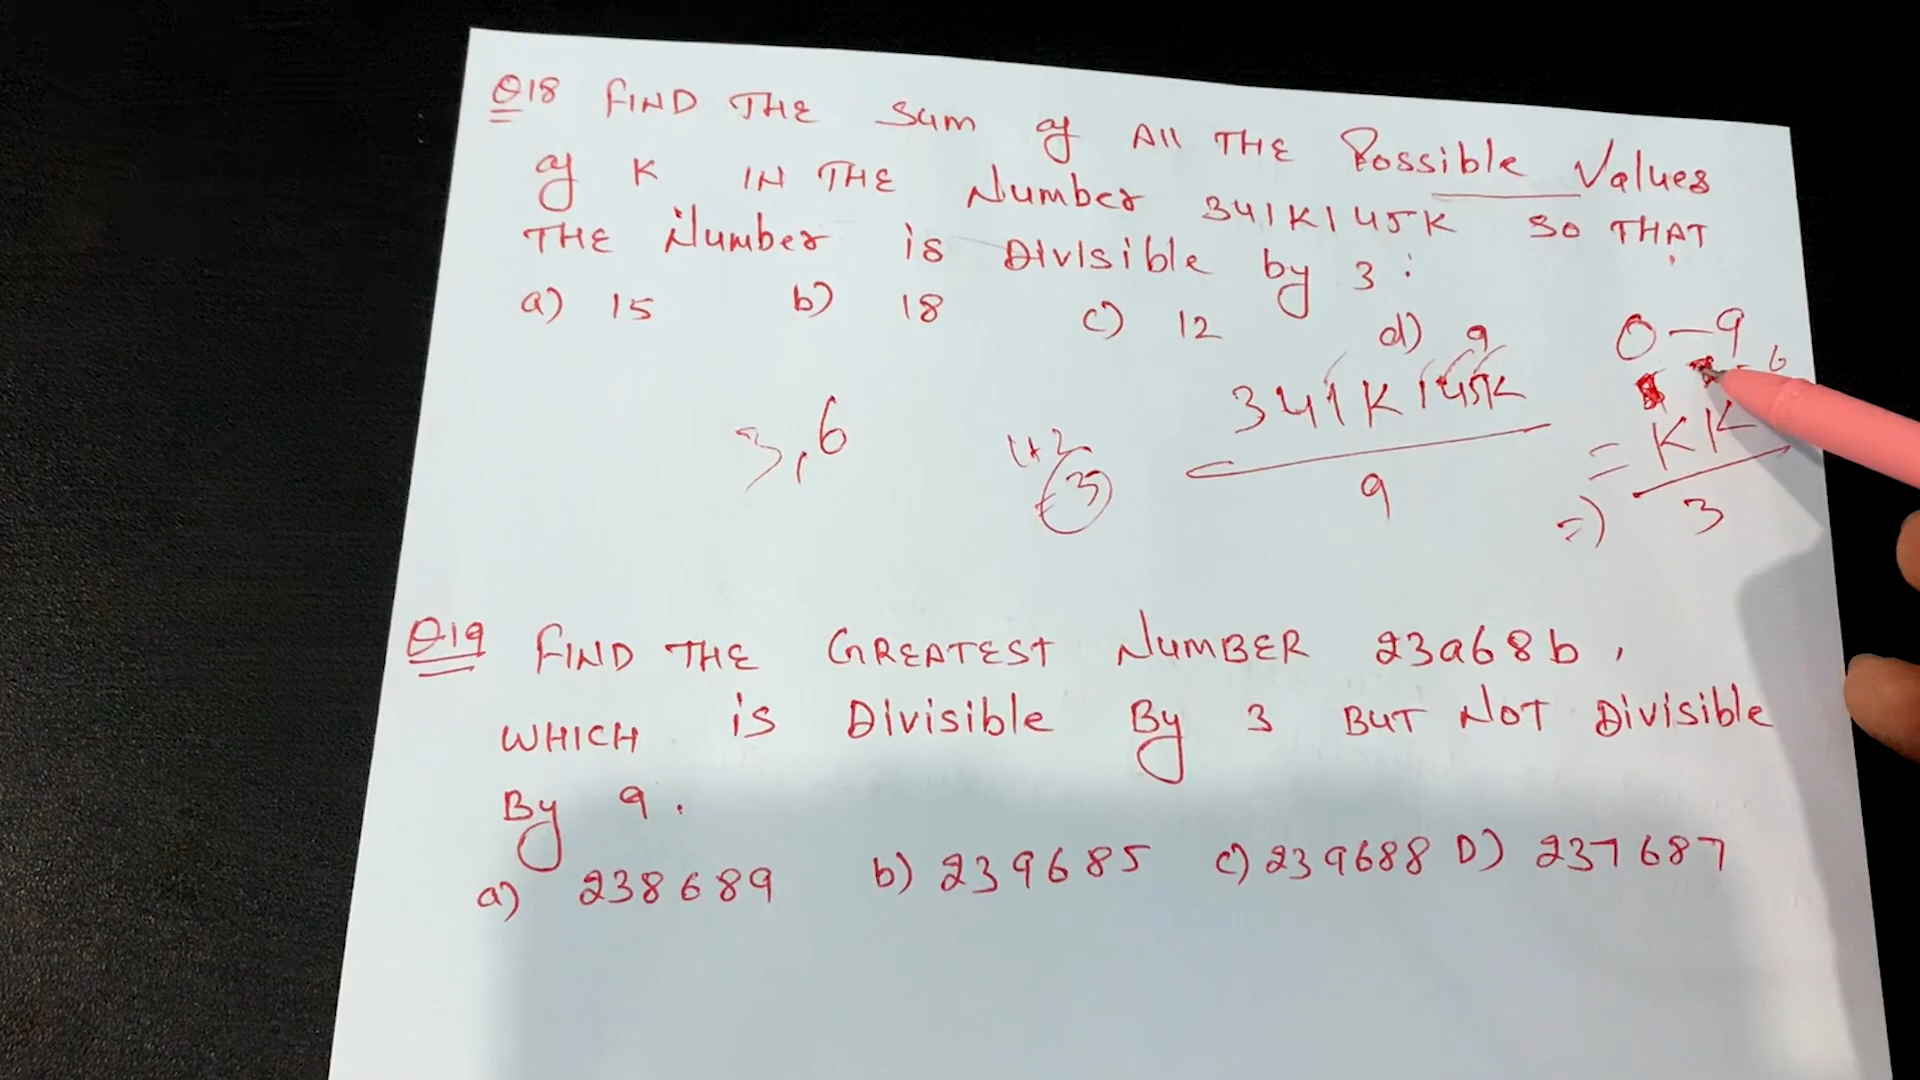 Q18 FIND THE Sum of All THE Possible Values
of K IN THE Number 341K145K SO THAT
THE Number is Divisible by 3 :
a) 15 b) 18 c) 12 d) 9
0-9
6
341K145K
9
= KK
3
=)
3,6
1+2
3
Q19 FIND THE GREATEST NUMBER 23a68b ,
WHICH is Divisible By 3 BUT NOT Divisible
By 9 .
a) 238689 b) 239685 c) 239688 D) 237687